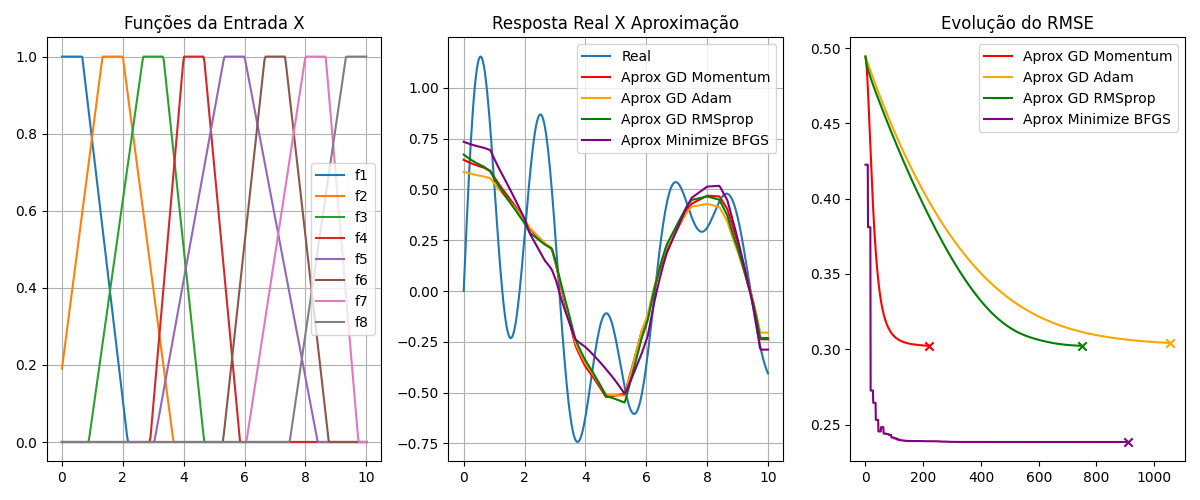 Funções da Entrada X
1.0
0.8
0.6
0.4
0.2
0.0
0 2 4 6 8 10
f1
f2
f3
f4
f5
f6
f7
f8
Resposta Real X Aproximação
1.00
0.75
0.50
0.25
0.00
−0.25
−0.50
−0.75
0 2 4 6 8 10
Real
Aprox GD Momentum
Aprox GD Adam
Aprox GD RMSprop
Aprox Minimize BFGS
Evolução do RMSE
0.50
0.45
0.40
0.35
0.30
0.25
0 200 400 600 800 1000
Aprox GD Momentum
Aprox GD Adam
Aprox GD RMSprop
Aprox Minimize BFGS